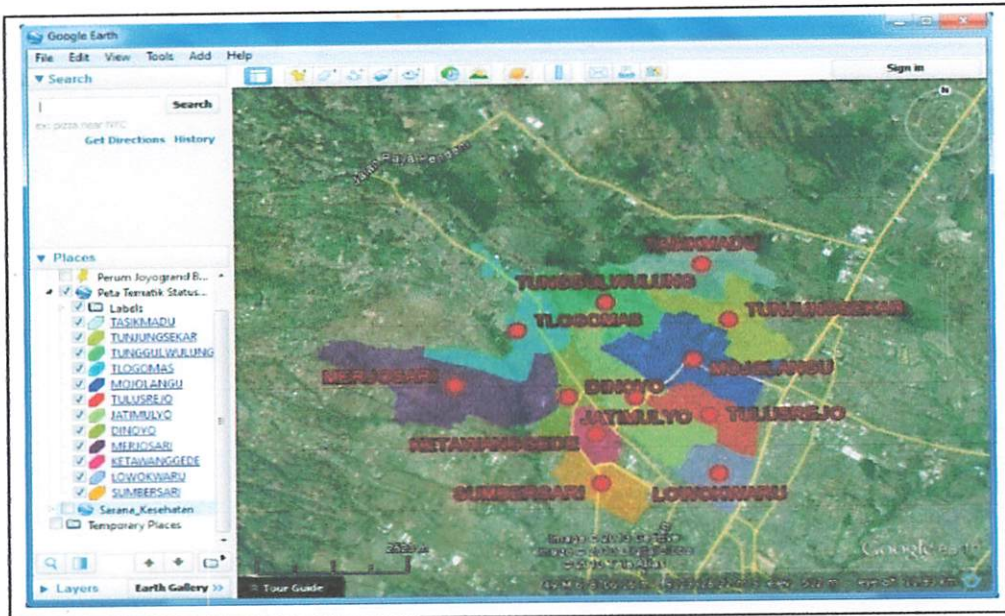 Google Earth
File Edit View Tools Add Help
Search
Sign in
Search
Get Directions History
Places
Perum Joyogrand B...
Peta Tematik Status...
Labels
TASIKMADU
TUNJUNGSEKAR
TUNGGULWULUNG
TLOGOMAS
MOJOLANGU
TULUSREJO
JATIMULYO
DINOYO
MERJOSARI
KETAWANGGEDE
LOWOKWARU
SUMBERSARI
Sarana_Kesehatan
Temporary Places
Layers
Earth Gallery >>
N
TASIKMADU
TUNGGULWULUNG
TUNJUNGSEKAR
TLOGOMAS
MOJOLANGU
MERJOSARI
DINOYO
JATIMULYO
TULUSREJO
KETAWANGGEDE
SUMBERSARI
LOWOKWARU
Google earth
Tour Guide